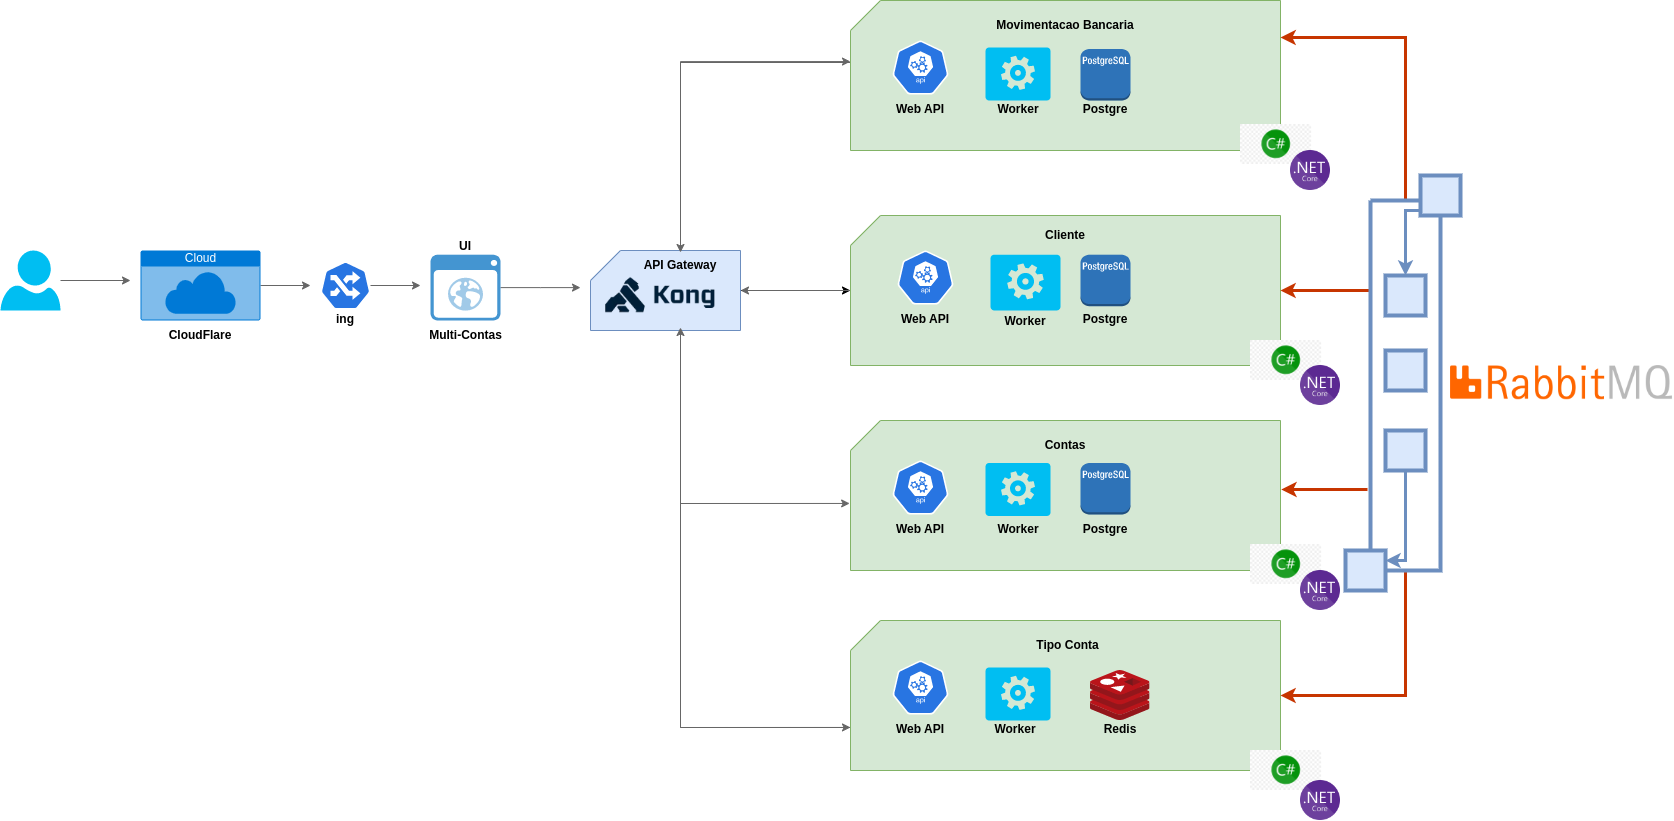 Cloud
CloudFlare
ing
UI
Multi-Contas
API Gateway
Kong
Movimentacao Bancaria
api
PostgreSQL
Web API
Worker
Postgre
C#
.NET
Core
Cliente
api
PostgreSQL
Web API
Worker
Postgre
C#
.NET
Core
Contas
api
PostgreSQL
Web API
Worker
Postgre
C#
.NET
Core
Tipo Conta
api
Web API
Worker
Redis
C#
.NET
Core
RabbitMQ